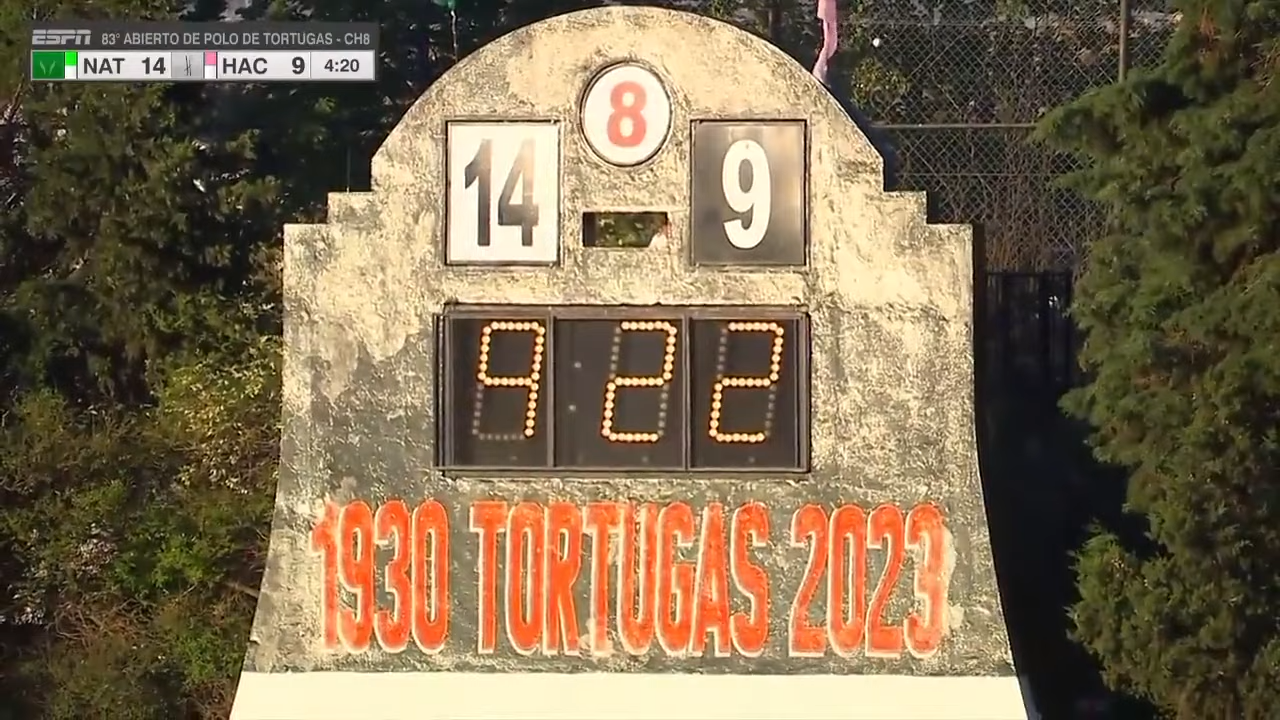 ESPN 83° ABIERTO DE POLO DE TORTUGAS - CH8
NAT 14 HAC 9 4:20
8
14 9
9 22
1930 TORTUGAS 2023